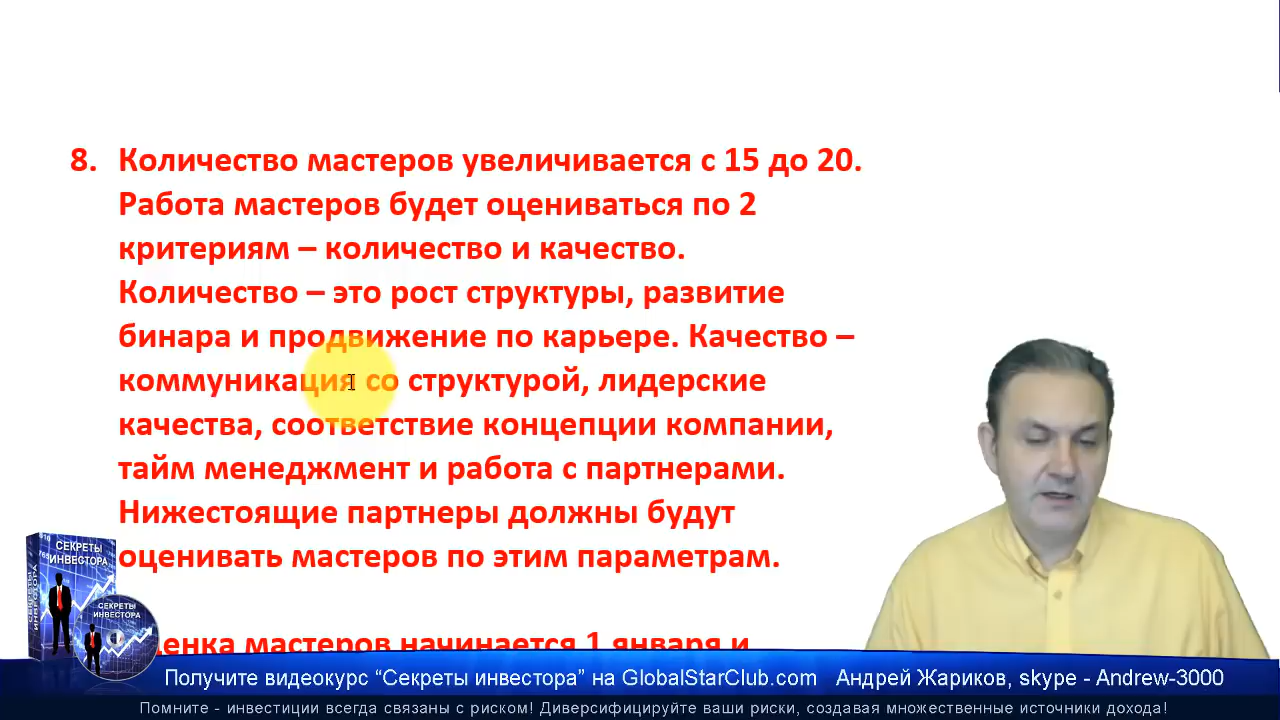 8. Количество мастеров увеличивается с 15 до 20.
Работа мастеров будет оцениваться по 2
критериям – количество и качество.
Количество – это рост структуры, развитие
бинара и продвижение по карьере. Качество –
коммуникация со структурой, лидерские
качества, соответствие концепции компании,
тайм менеджмент и работа с партнерами.
Нижестоящие партнеры должны будут
оценивать мастеров по этим параметрам.
СЕКРЕТЫ
ИНВЕСТОРА
СЕКРЕТЫ
ИНВЕСТОРА
мастеров начинается 1 января и
Получите видеокурс “Секреты инвестора” на GlobalStarClub.com Андрей Жариков, skype - Andrew-3000
Помните - инвестиции всегда связаны с риском! Диверсифицируйте ваши риски, создавая множественные источники дохода!